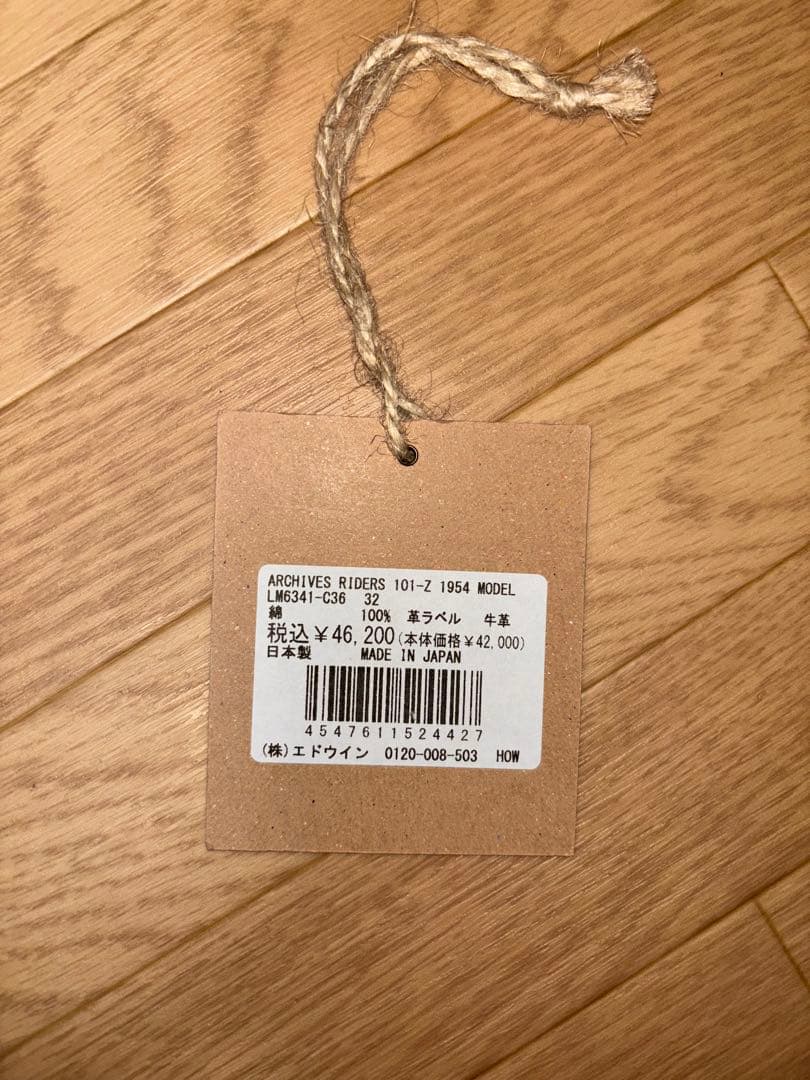 ARCHIVES RIDERS 101-Z 1954 MODEL
LM6341-C36 32
綿 100% 革ラベル 牛革
税込¥46,200(本体価格¥42,000)
日本製 MADE IN JAPAN
4547611524427
(株)エドウイン 0120-008-503 HOW